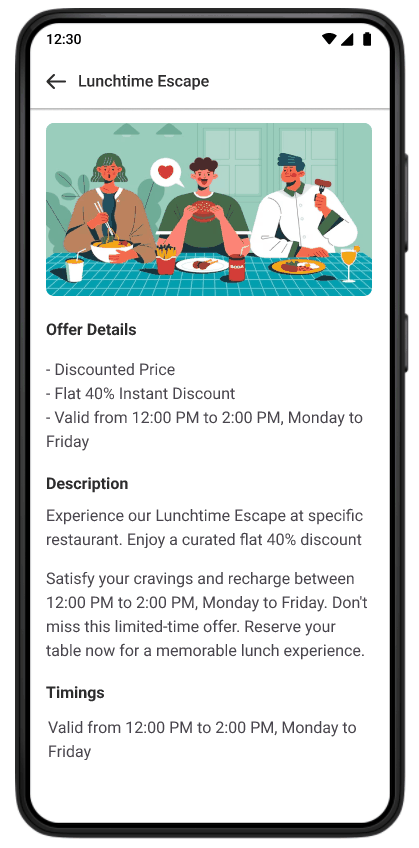 12:30
Lunchtime Escape
Offer Details
- Discounted Price
- Flat 40% Instant Discount
- Valid from 12:00 PM to 2:00 PM, Monday to
Friday
Description
Experience our Lunchtime Escape at specific
restaurant. Enjoy a curated flat 40% discount
Satisfy your cravings and recharge between
12:00 PM to 2:00 PM, Monday to Friday. Don't
miss this limited-time offer. Reserve your
table now for a memorable lunch experience.
Timings
Valid from 12:00 PM to 2:00 PM, Monday to
Friday